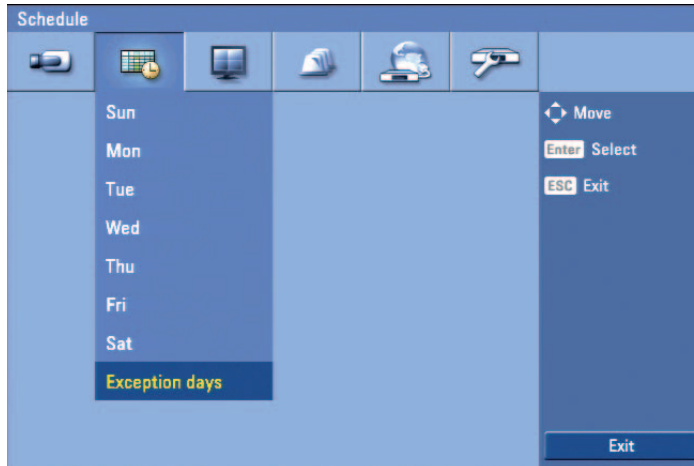 Schedule
Sun
Mon
Tue
Wed
Thu
Fri
Sat
Exception days
Move
Enter Select
ESC Exit
Exit